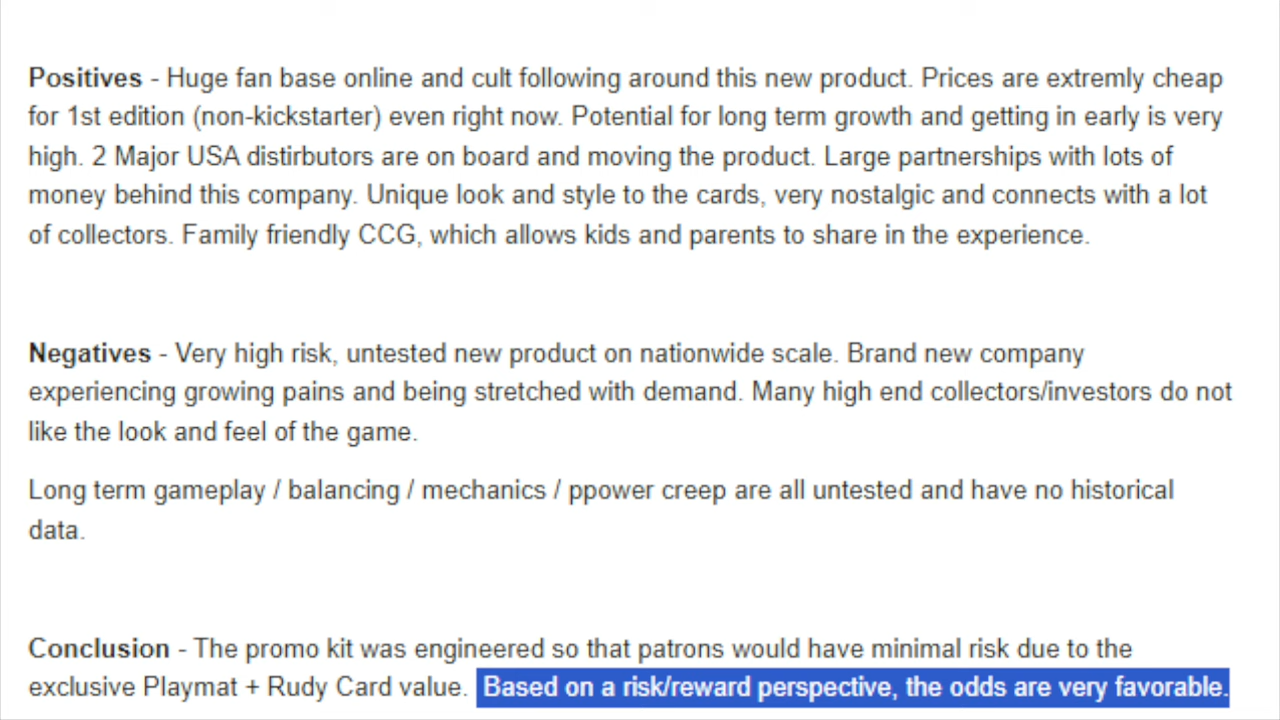 Positives - Huge fan base online and cult following around this new product. Prices are extremly cheap
for 1st edition (non-kickstarter) even right now. Potential for long term growth and getting in early is very
high. 2 Major USA distirbutors are on board and moving the product. Large partnerships with lots of
money behind this company. Unique look and style to the cards, very nostalgic and connects with a lot
of collectors. Family friendly CCG, which allows kids and parents to share in the experience.
Negatives - Very high risk, untested new product on nationwide scale. Brand new company
experiencing growing pains and being stretched with demand. Many high end collectors/investors do not
like the look and feel of the game.
Long term gameplay / balancing / mechanics / ppower creep are all untested and have no historical
data.
Conclusion - The promo kit was engineered so that patrons would have minimal risk due to the
exclusive Playmat + Rudy Card value. Based on a risk/reward perspective, the odds are very favorable.